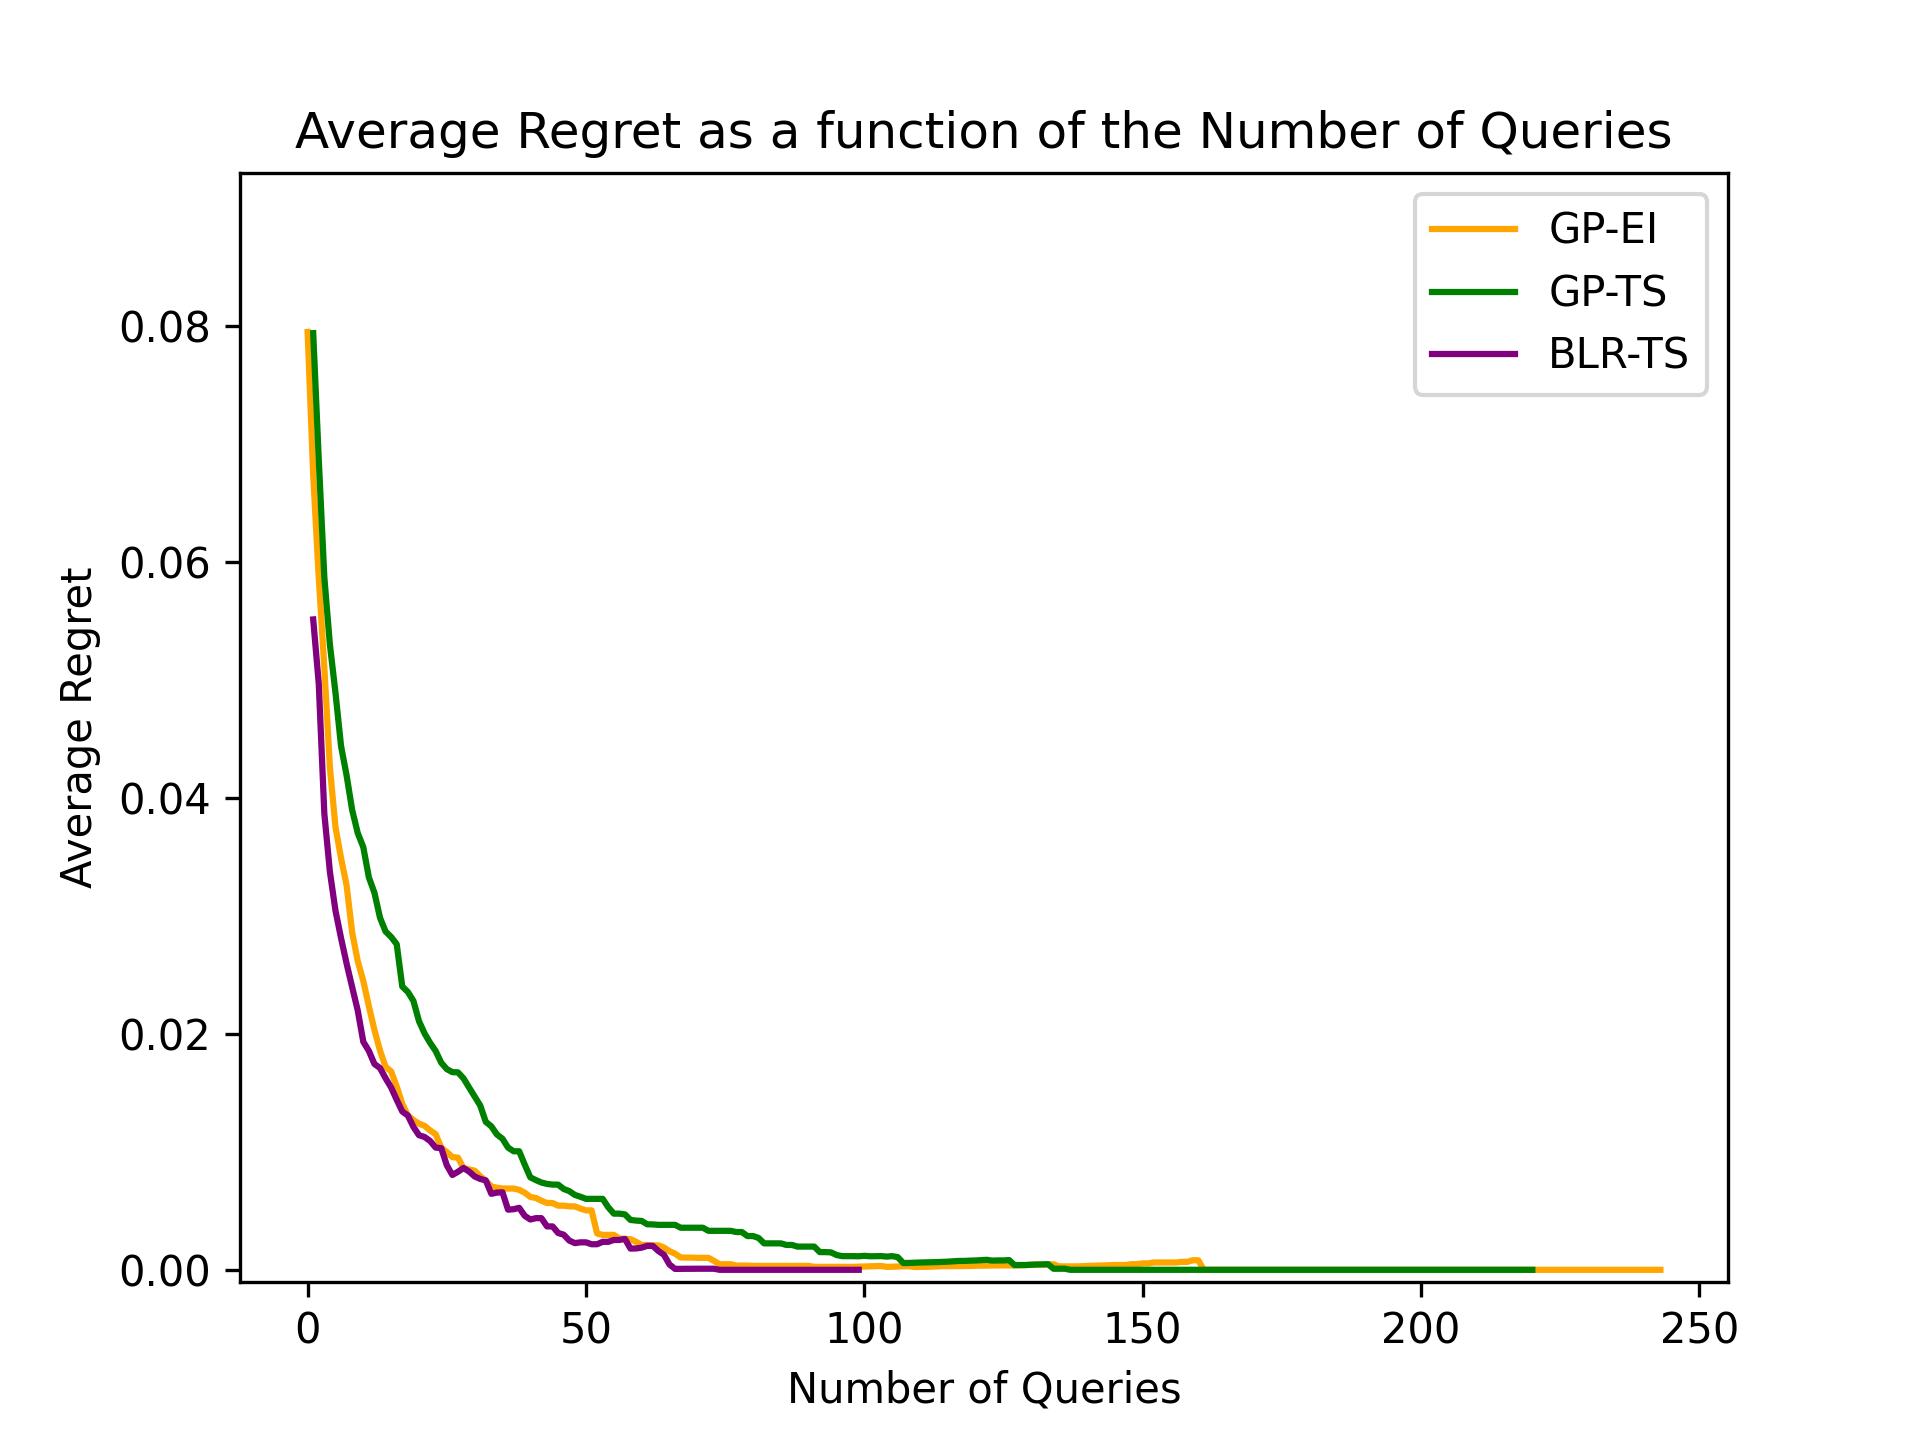 Average Regret as a function of the Number of Queries
GP-EI
GP-TS
BLR-TS
0.08
0.06
0.04
0.02
0.00
Average Regret
0 50 100 150 200 250
Number of Queries